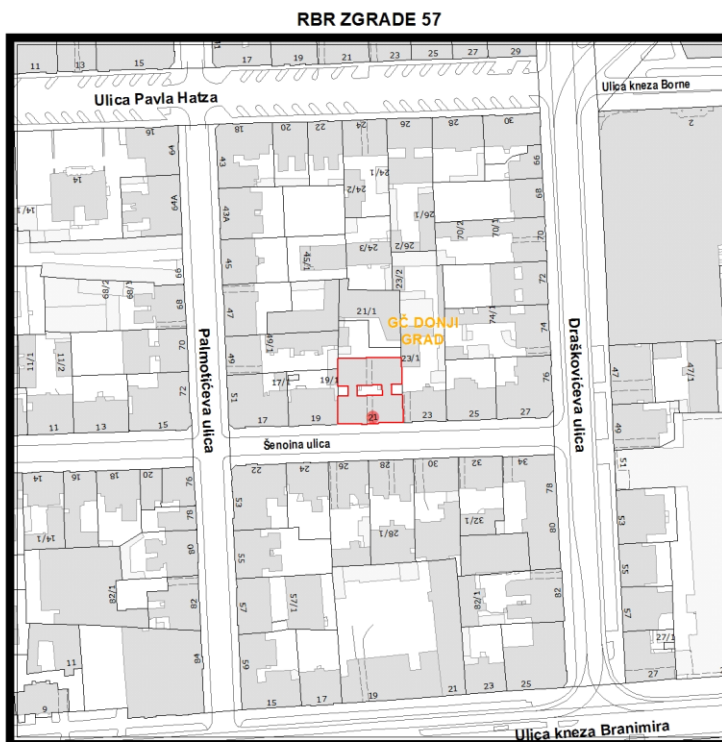 RBR ZGRADE 57
11 13 15 11 17 19 21 23 25 27 29
Ulica Pavla Hatza
Ulica kneza Borne
16 18 20 22 24 26 28 30 2
64 43 24/1 66
14 24/2 68
14/1 64A 43A 26/1 70/2 70/1 70
45 45/1 24/3 26/2
66 23/2 72
68/2 68/3 68 47 21/1 74/1 74
GČ DONJI
GRAD
Palmotićeva ulica
Draškovićeva ulica
11/1 11/2 70 49 49/1 23/1
72 51 17/1 19/1 76 47 47/1
11 13 15 17 19 21 23 25 27 49
Šenoina ulica
14 16 18 20 76 22 24 26 28 30 32 34 78 51
78 53 32/1 80 53
14/1 80 55 28/1 55
82/1 82 57 57/1 82/1 82 57
11 84 65 27/1
9 15 17 19 21 23 25 27
Ulica kneza Branimira